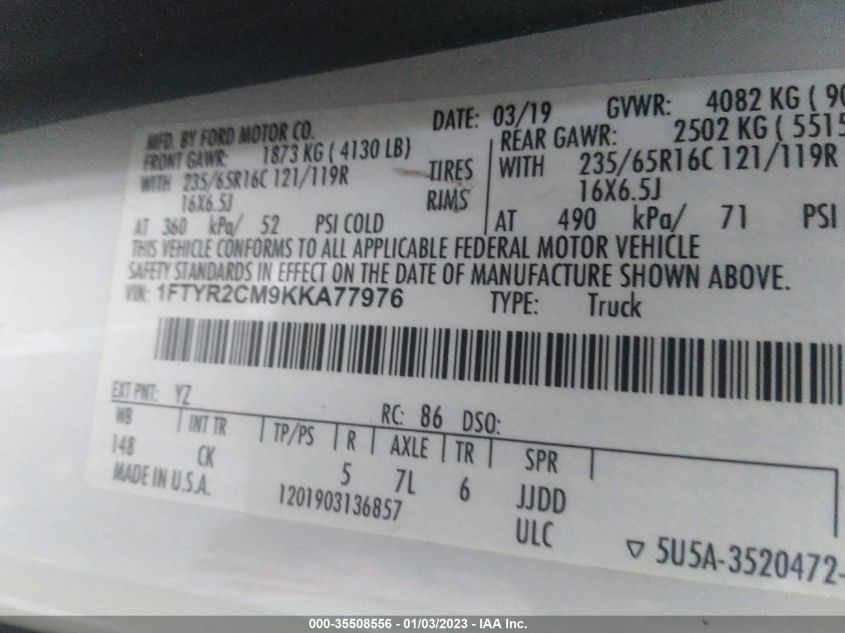 MFD. BY FORD MOTOR CO. DATE: 03/19 GVWR: 4082 KG ( 90
FRONT GAWR: 1873 KG ( 4130 LB) REAR GAWR: 2502 KG ( 5515
WITH 235/65R16C 121/119R TIRES WITH 235/65R16C 121/119R
16X6.5J RIMS 16X6.5J
AT 360 kPa/ 52 PSI COLD AT 490 kPa/ 71 PSI
THIS VEHICLE CONFORMS TO ALL APPLICABLE FEDERAL MOTOR VEHICLE
SAFETY STANDARDS IN EFFECT ON THE DATE OF MANUFACTURE SHOWN ABOVE.
VIN: 1FTYR2CM9KKA77976 TYPE: Truck
EXT PNT: YZ RC: 86 DSO:
WB INT TR TP/PS R AXLE TR SPR
148 CK 5 7L 6 JJDD
MADE IN U.S.A. 1201903136857 ULC
▽ 5U5A-3520472-
000-35508556 - 01/03/2023 - IAA Inc.